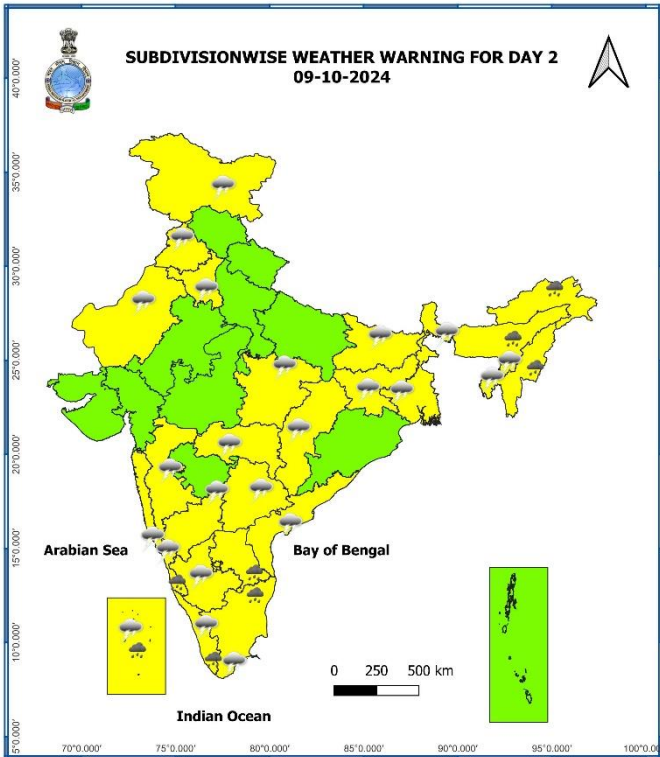 SUBDIVISIONWISE WEATHER WARNING FOR DAY 2
09-10-2024
40°0.000'
35°0.000'
30°0.000'
25°0.000'
20°0.000'
15°0.000'
10°0.000'
5°0.000'
Arabian Sea
Bay of Bengal
0 250 500 km
Indian Ocean
70°0.000' 75°0.000' 80°0.000' 85°0.000' 90°0.000' 95°0.000' 100°0.0